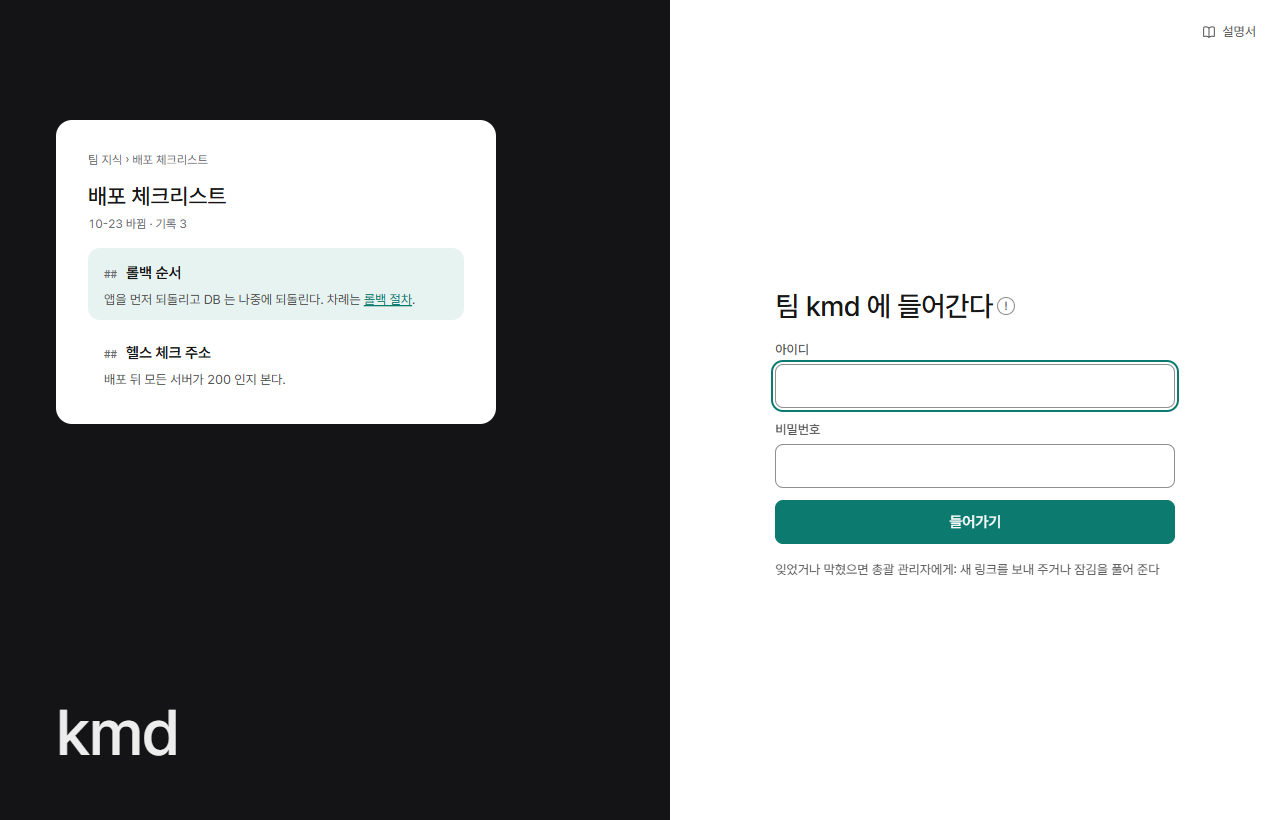 팀 지식 › 배포 체크리스트
배포 체크리스트
10-23 바뀜 · 기록 3
## 롤백 순서
앱을 먼저 되돌리고 DB 는 나중에 되돌린다. 차례는 롤백 절차.
## 헬스 체크 주소
배포 뒤 모든 서버가 200 인지 본다.
kmd
설명서
팀 kmd 에 들어간다 !
아이디
비밀번호
들어가기
잊었거나 막혔으면 총괄 관리자에게: 새 링크를 보내 주거나 잠김을 풀어 준다